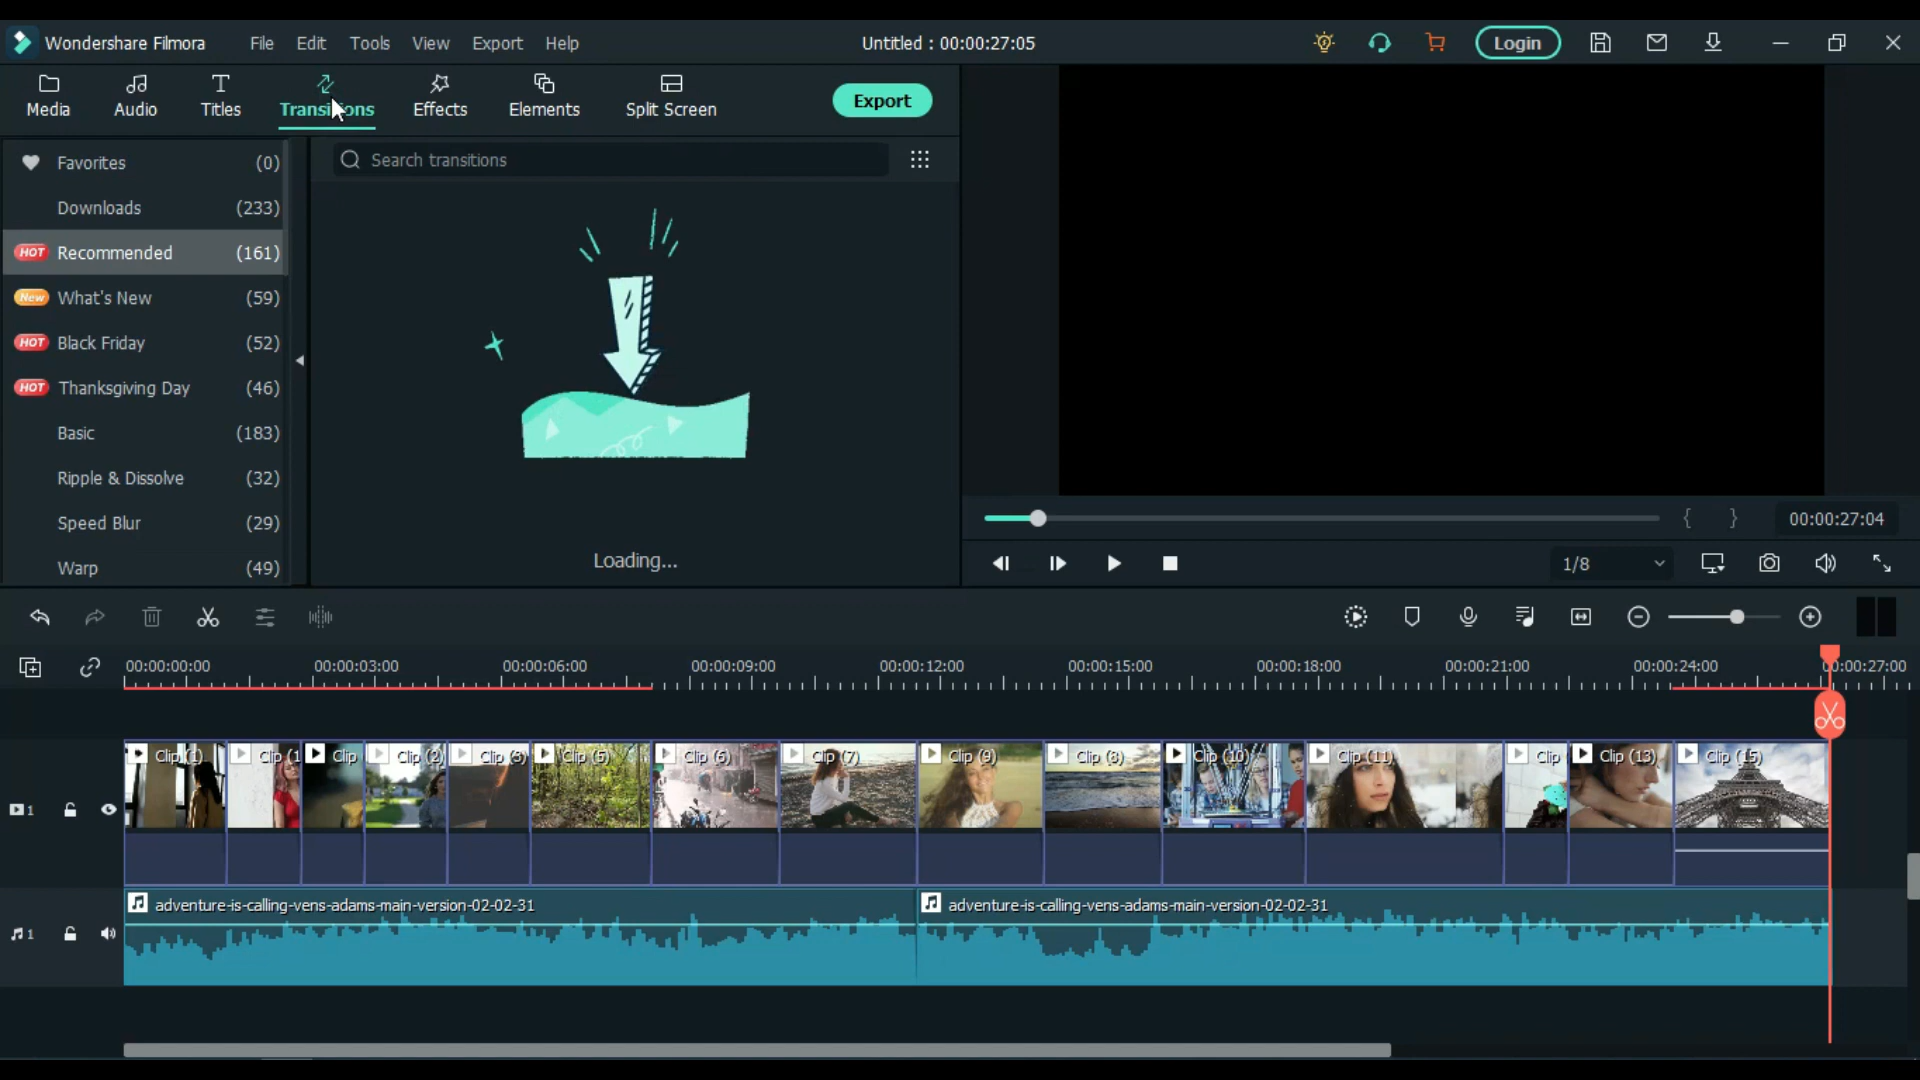 Wondershare Filmora File Edit Tools View Export Help Untitled : 00:00:27:05 Login
Media Audio Titles Transitions Effects Elements Split Screen Export
Favorites (0)
Search transitions
Downloads (233)
HOT Recommended (161)
New What's New (59)
HOT Black Friday (52)
HOT Thanksgiving Day (46)
Basic (183)
Ripple & Dissolve (32)
Speed Blur (29)
Warp (49)
Loading...
{ } 00:00:27:04
1/8
00:00:00:00 00:00:03:00 00:00:06:00 00:00:09:00 00:00:12:00 00:00:15:00 00:00:18:00 00:00:21:00 00:00:24:00 00:00:27:00
Clip (1) Clip (1 Clip Clip (2) Clip Clip (5) Clip (6) Clip (7) Clip (9) Clip (8) Clip (10) Clip (11) Clip Clip (13) Clip (15)
1
adventure-is-calling-vens-adams-main-version-02-02-31 adventure-is-calling-vens-adams-main-version-02-02-31
1